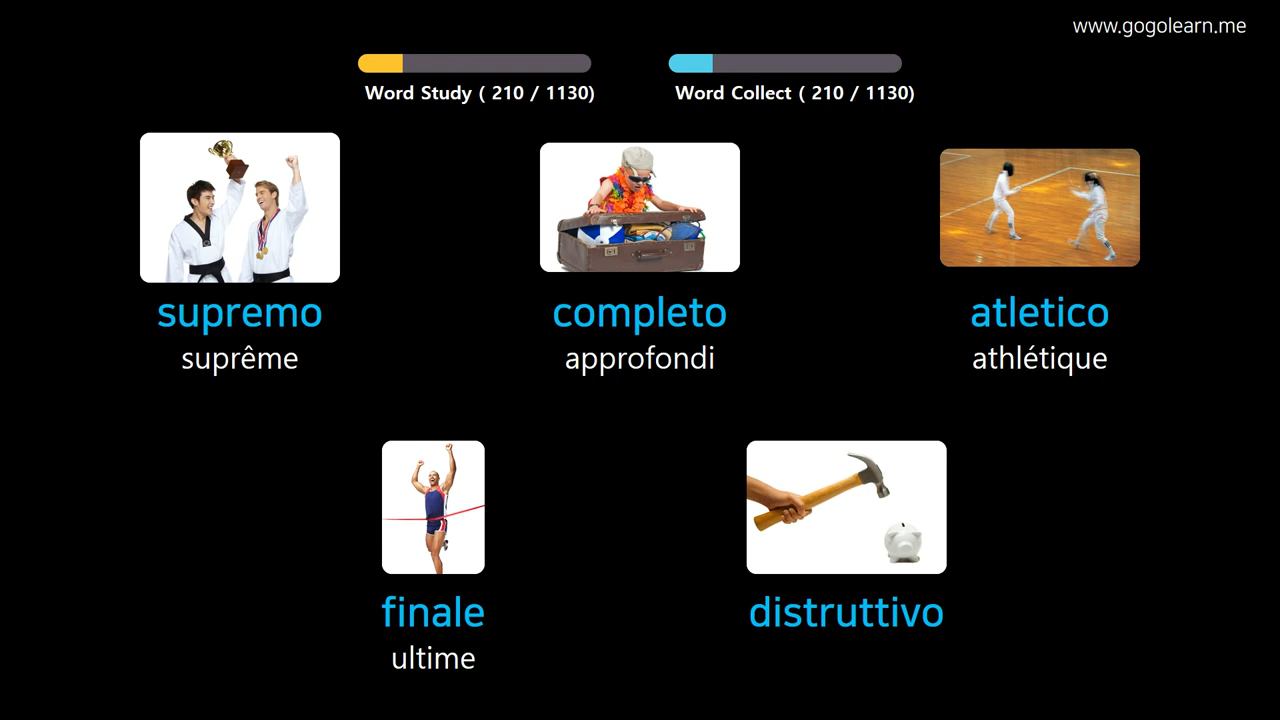 www.gogolearn.me
Word Study ( 210 / 1130)
Word Collect ( 210 / 1130)
supremo
suprême
completo
approfondi
atletico
athlétique
finale
ultime
distruttivo